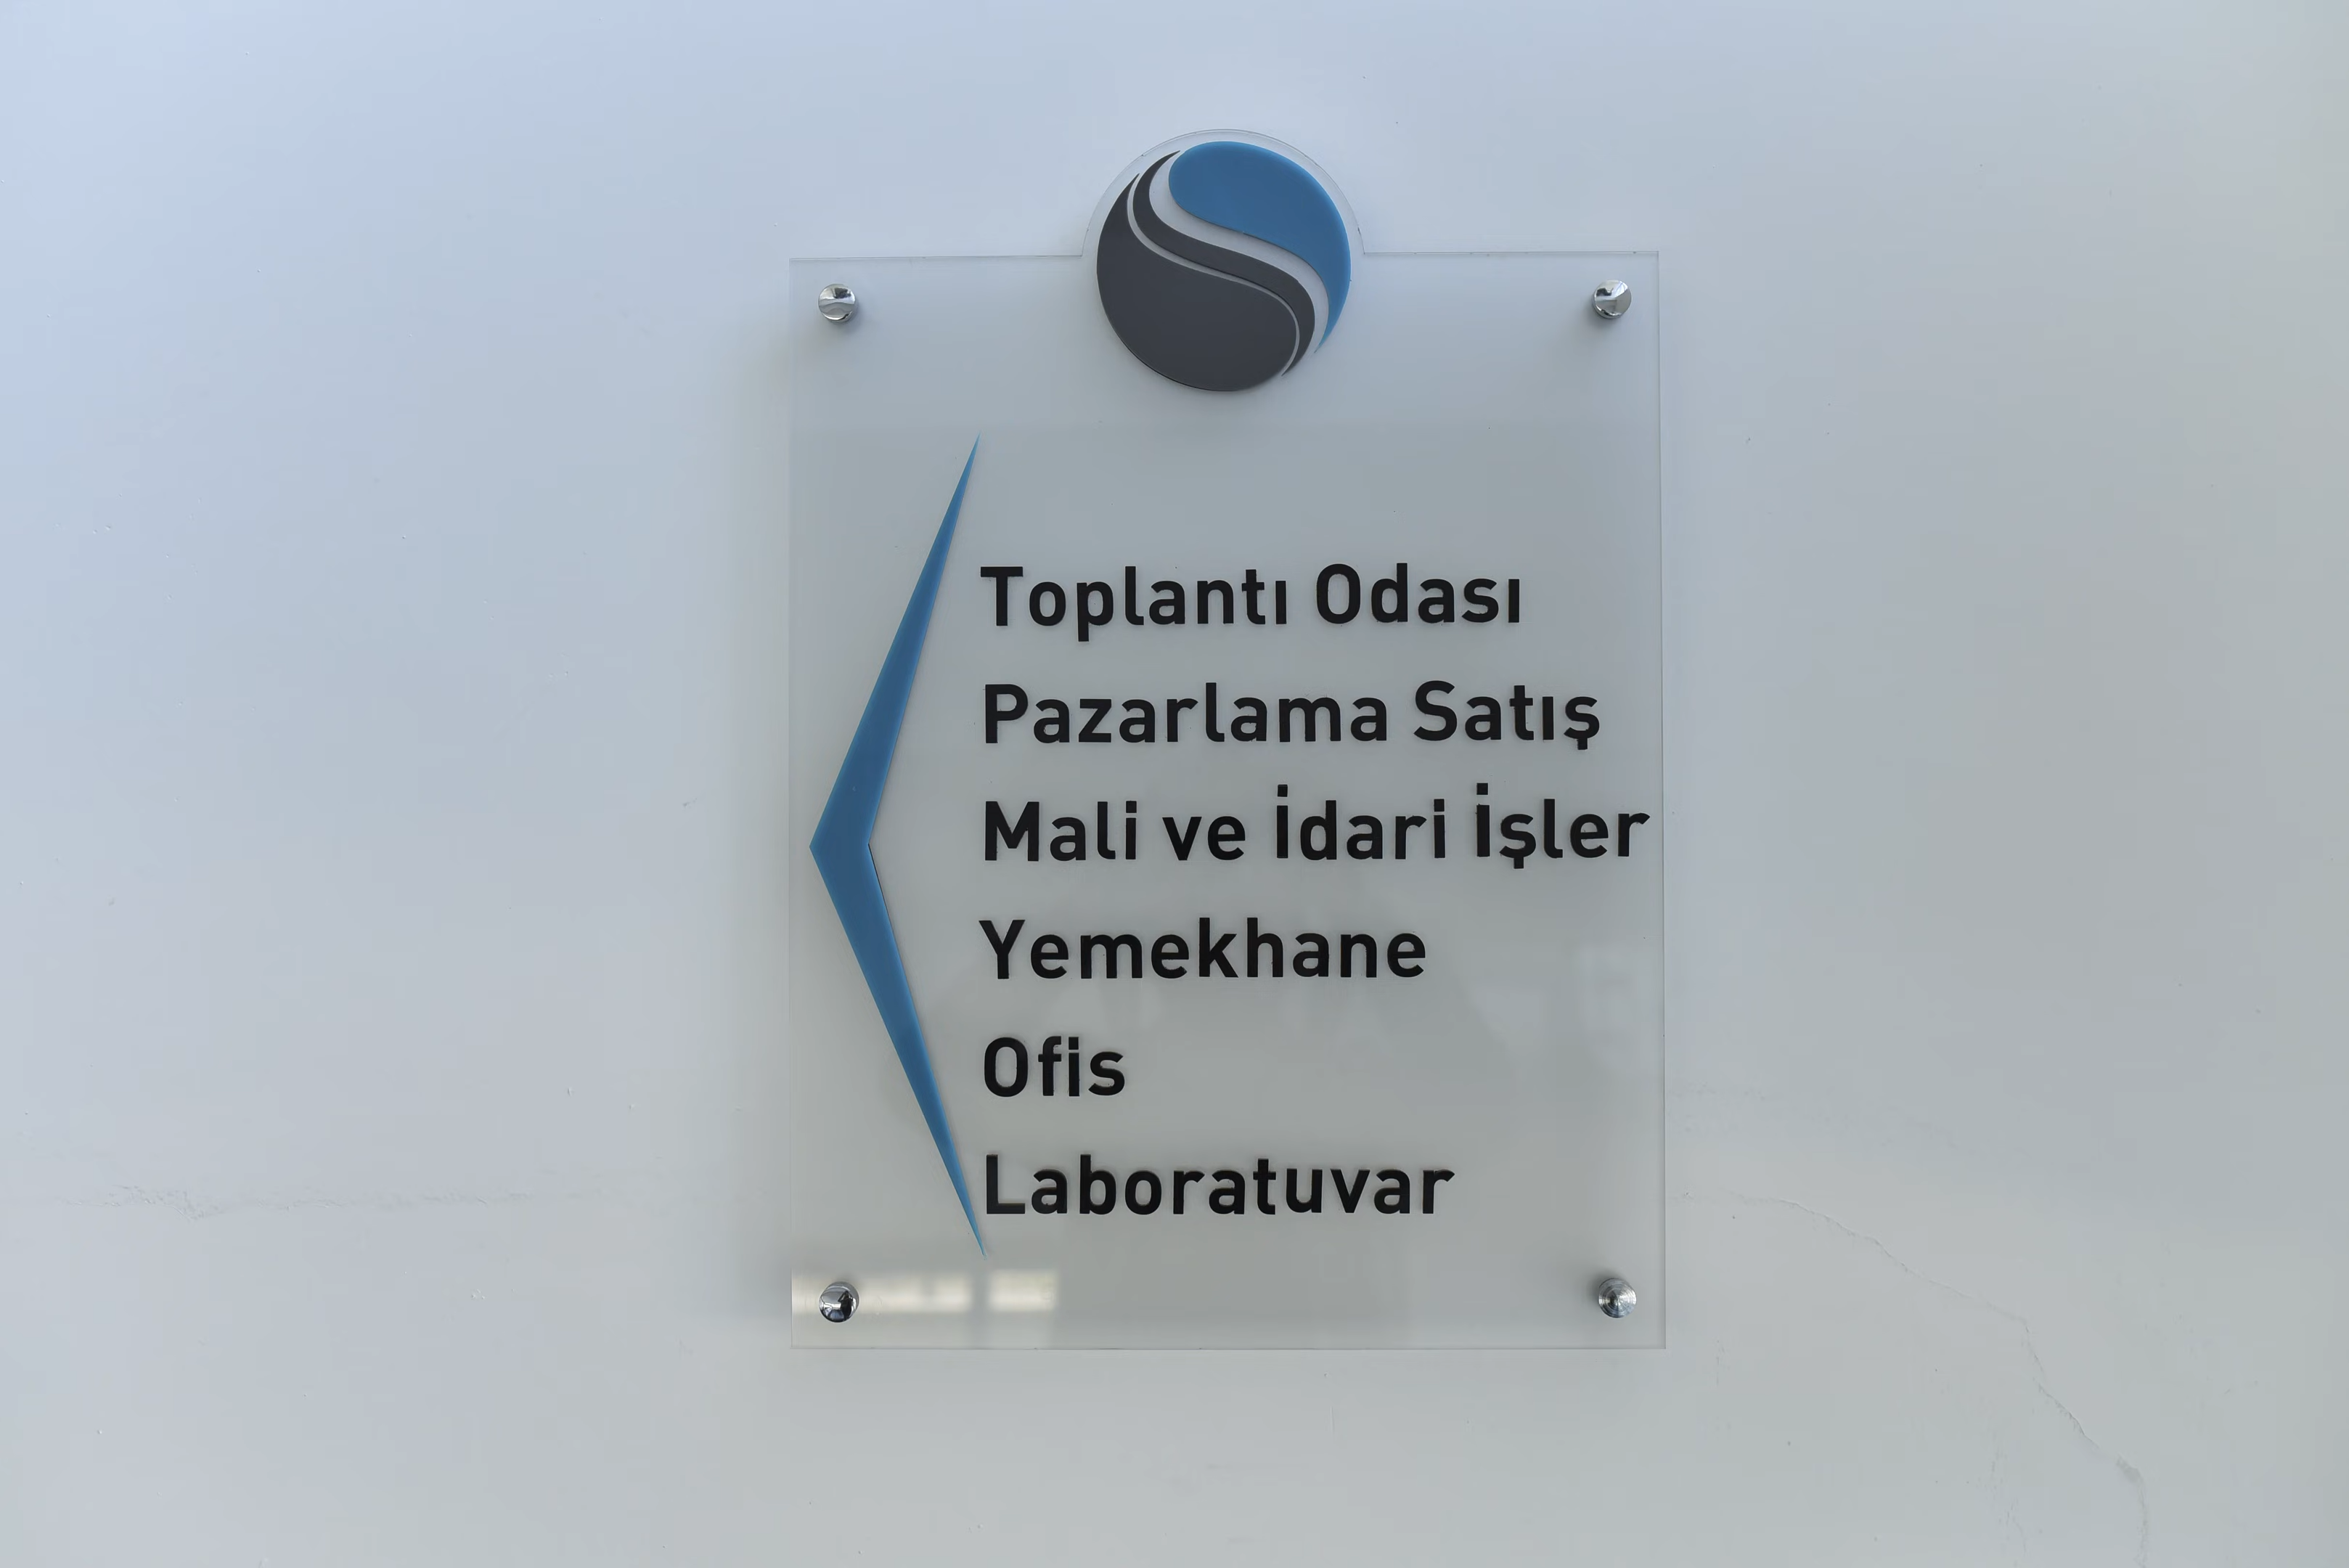 Toplantı Odası
Pazarlama Satış
Mali ve İdari İşler
Yemekhane
Ofis
Laboratuvar